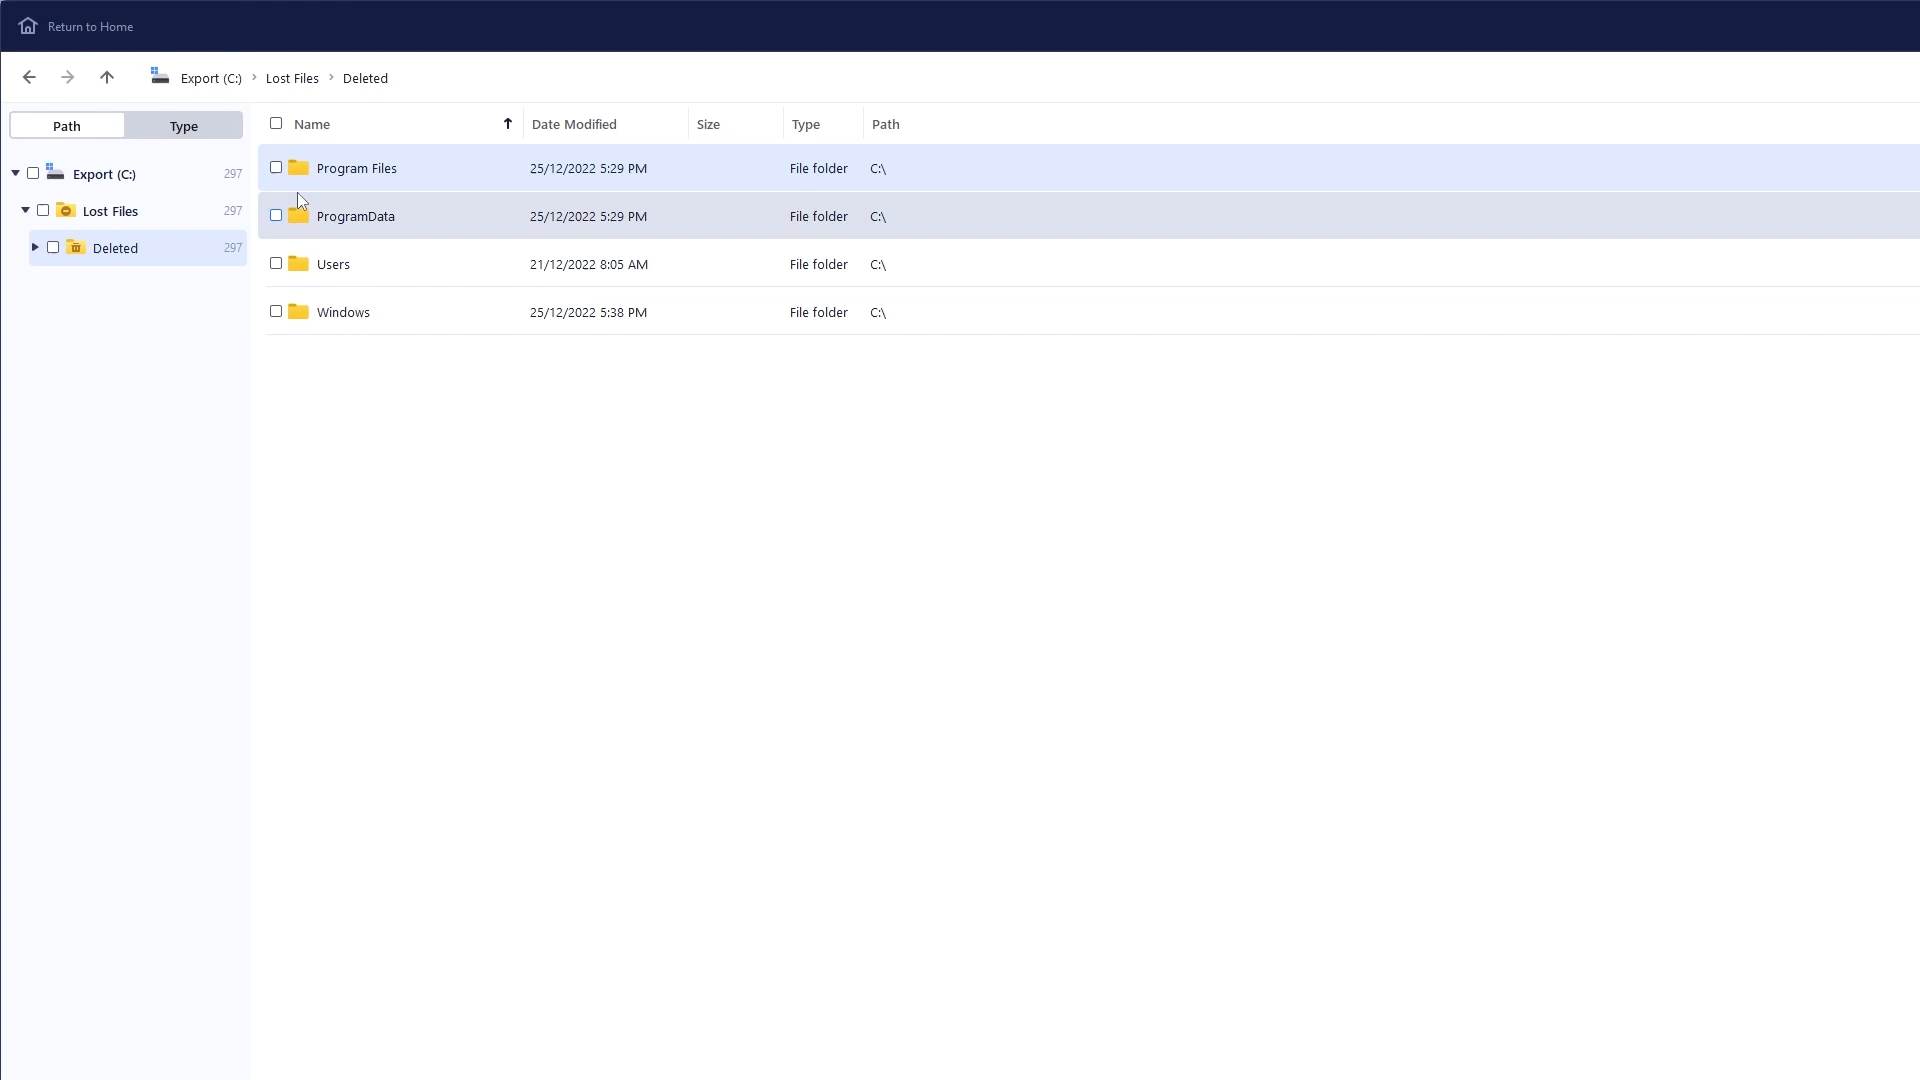 Return to Home
Export (C:) > Lost Files > Deleted
Path Type
Export (C:) 297
Lost Files 297
Deleted 297
Name Date Modified Size Type Path
Program Files 25/12/2022 5:29 PM File folder C:\
ProgramData 25/12/2022 5:29 PM File folder C:\
Users 21/12/2022 8:05 AM File folder C:\
Windows 25/12/2022 5:38 PM File folder C:\